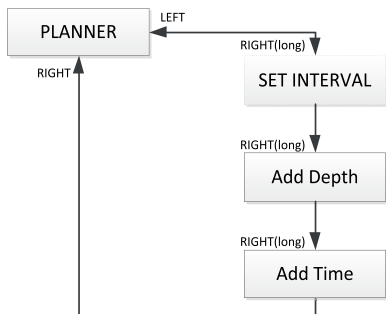 LEFT
PLANNER
RIGHT(long)
RIGHT
SET INTERVAL
RIGHT(long)
Add Depth
RIGHT(long)
Add Time